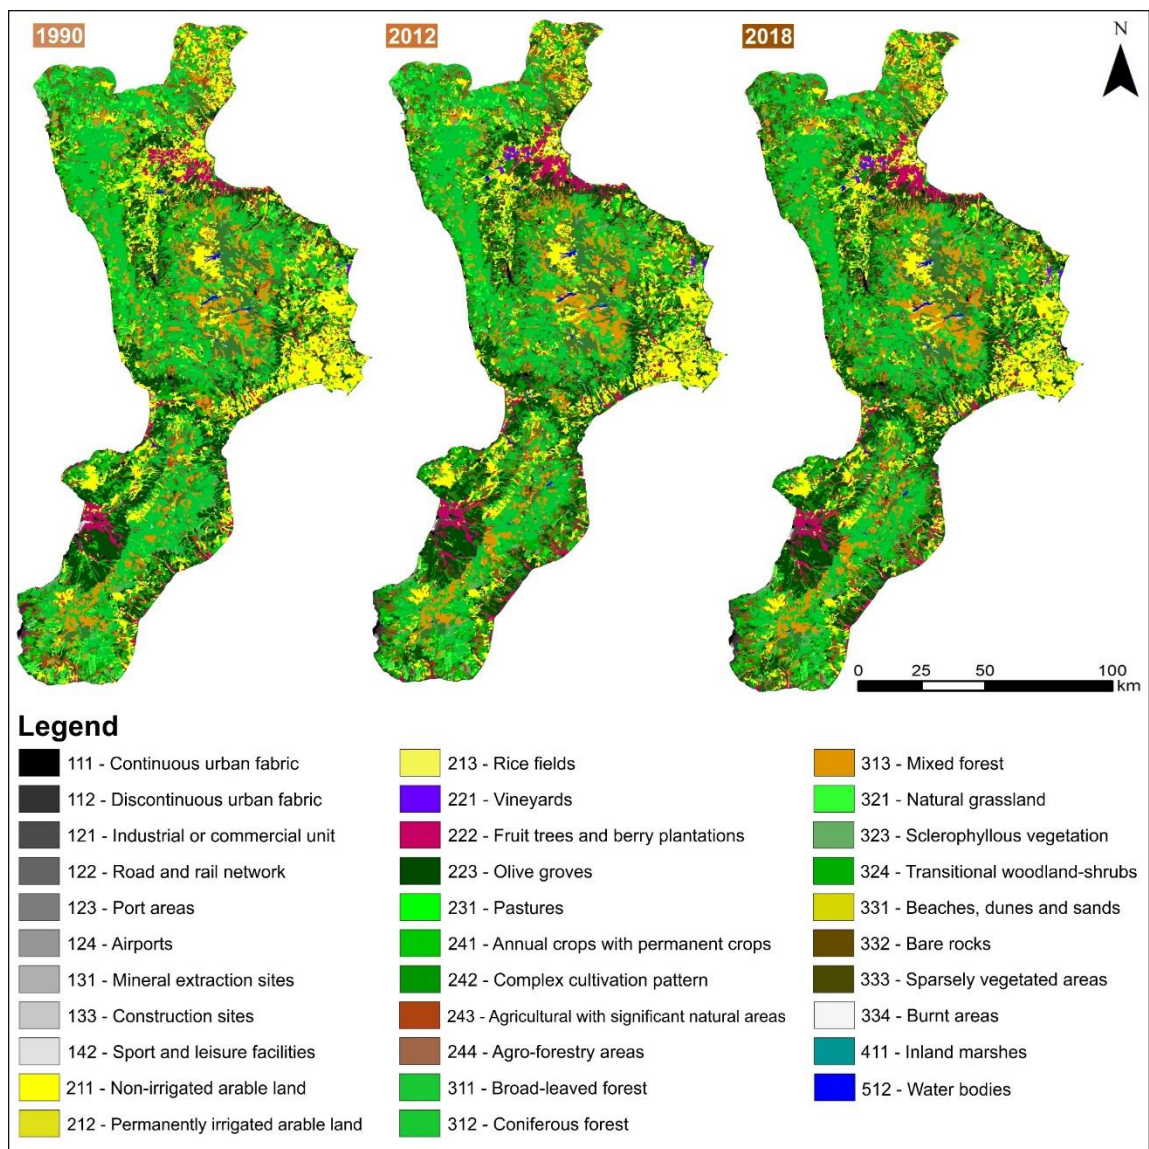 1990
2012
2018
N
0 25 50 100
km
Legend
111 - Continuous urban fabric
112 - Discontinuous urban fabric
121 - Industrial or commercial unit
122 - Road and rail network
123 - Port areas
124 - Airports
131 - Mineral extraction sites
133 - Construction sites
142 - Sport and leisure facilities
211 - Non-irrigated arable land
212 - Permanently irrigated arable land
213 - Rice fields
221 - Vineyards
222 - Fruit trees and berry plantations
223 - Olive groves
231 - Pastures
241 - Annual crops with permanent crops
242 - Complex cultivation pattern
243 - Agricultural with significant natural areas
244 - Agro-forestry areas
311 - Broad-leaved forest
312 - Coniferous forest
313 - Mixed forest
321 - Natural grassland
323 - Sclerophyllous vegetation
324 - Transitional woodland-shrubs
331 - Beaches, dunes and sands
332 - Bare rocks
333 - Sparsely vegetated areas
334 - Burnt areas
411 - Inland marshes
512 - Water bodies